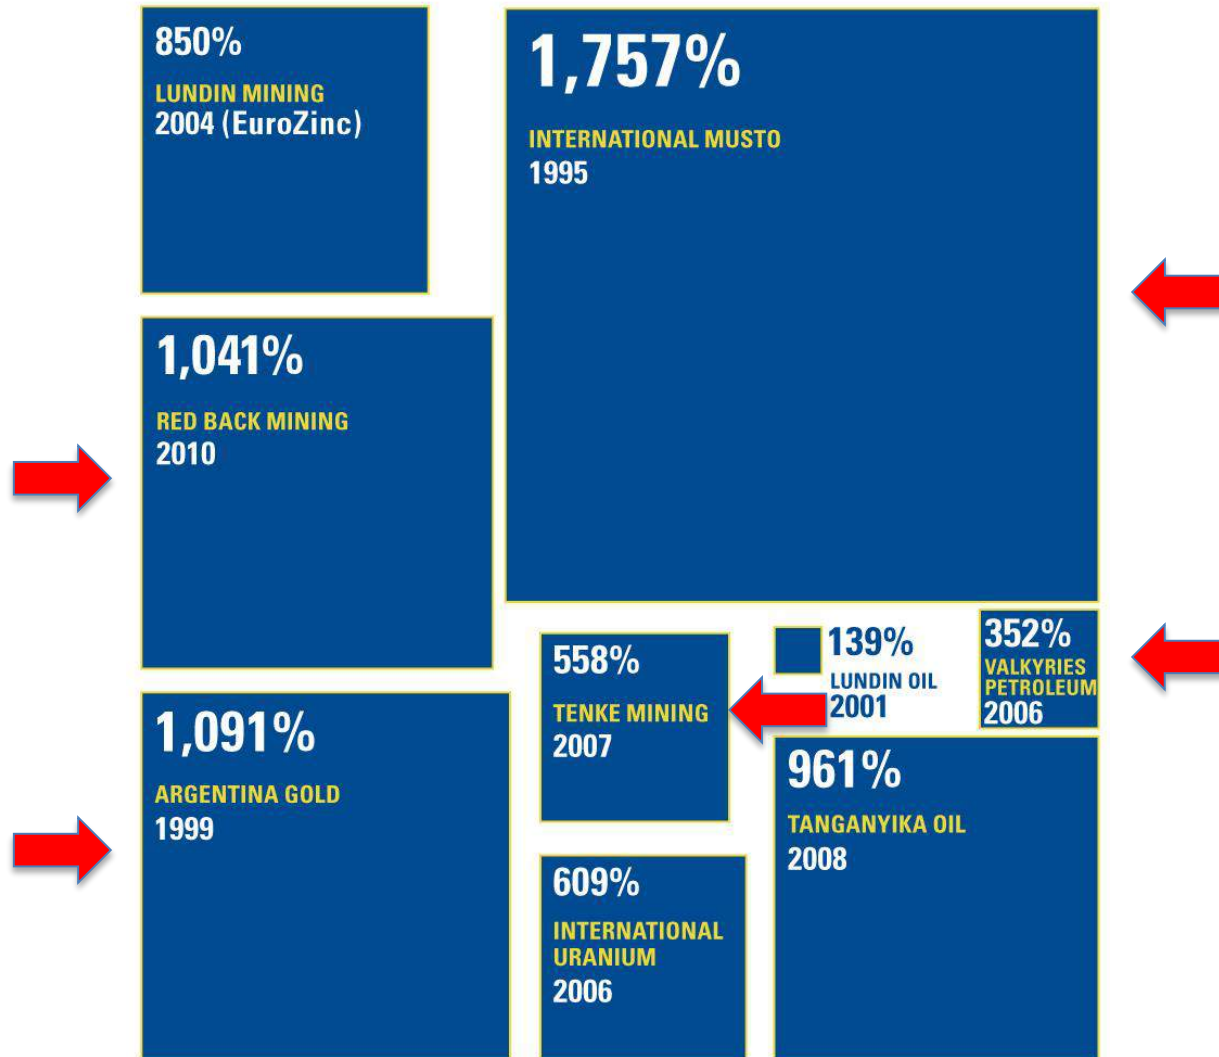 850%
LUNDIN MINING
2004 (EuroZinc)
1,757%
INTERNATIONAL MUSTO
1995
1,041%
RED BACK MINING
2010
558%
TENKE MINING
2007
139%
LUNDIN OIL
2001
352%
VALKYRIES
PETROLEUM
2006
1,091%
ARGENTINA GOLD
1999
961%
TANGANYIKA OIL
2008
609%
INTERNATIONAL
URANIUM
2006